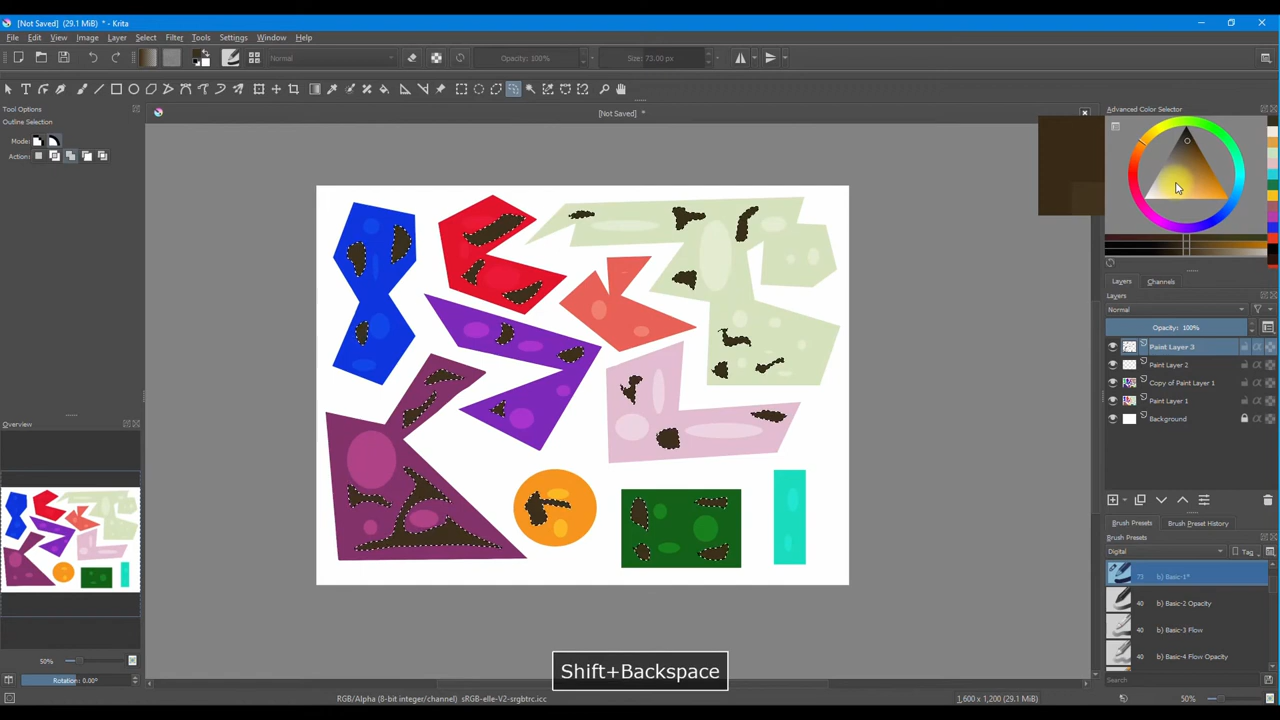 [Not Saved] (29.1 MiB) * - Krita
File Edit View Image Layer Select Filter Tools Settings Window Help
Normal Opacity: 100% Size: 73.00 px
Tool Options
[Not Saved] *
Advanced Color Selector
Outline Selection
Mode:
Action:
Layers Channels
Layers
Normal
Opacity: 100%
Paint Layer 3
Paint Layer 2
Copy of Paint Layer 1
Paint Layer 1
Background
Overview
Brush Presets Brush Preset History
Brush Presets
Digital Tag
73 b) Basic-1*
40 b) Basic-2 Opacity
40 b) Basic-3 Flow
40 b) Basic-4 Flow Opacity
50%
Shift+Backspace
Rotation: 0.00°
Search
RGB/Alpha (8-bit integer/channel) sRGB-elle-V2-srgbtrc.icc
1,600 x 1,200 (29.1 MiB)
50%